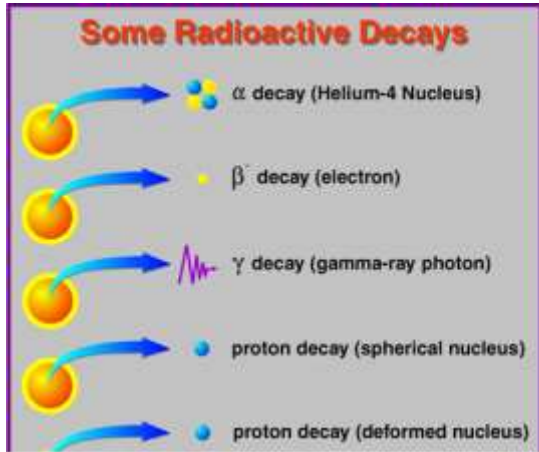 Some Radioactive Decays
α decay (Helium-4 Nucleus)
β⁻ decay (electron)
γ decay (gamma-ray photon)
proton decay (spherical nucleus)
proton decay (deformed nucleus)